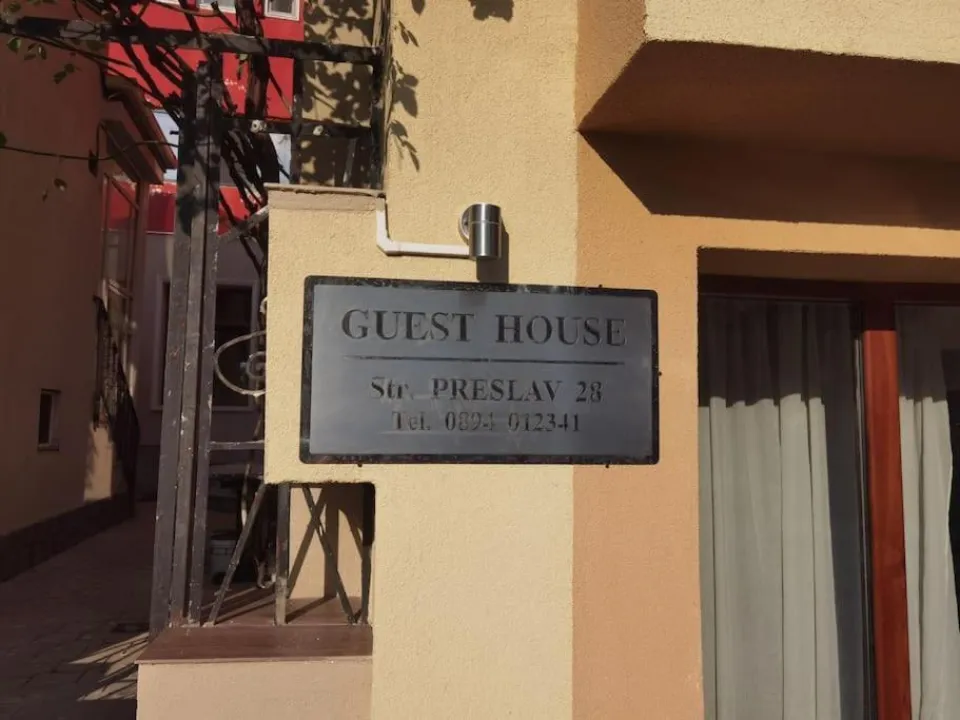 GUEST HOUSE
Str. PRESLAV 28
Tel. 0894 012341